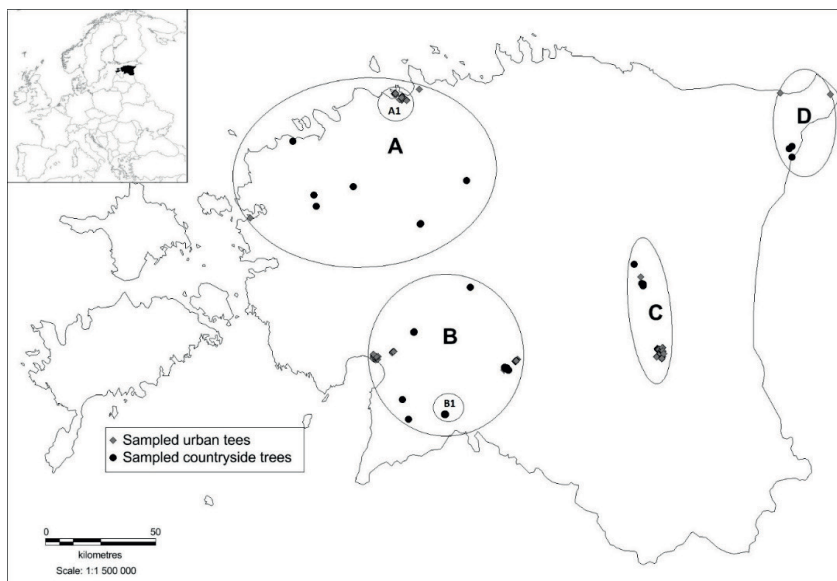 A1
A
D
C
B
B1
Sampled urban tees
Sampled countryside trees
0 50
kilometres
Scale: 1:1 500 000